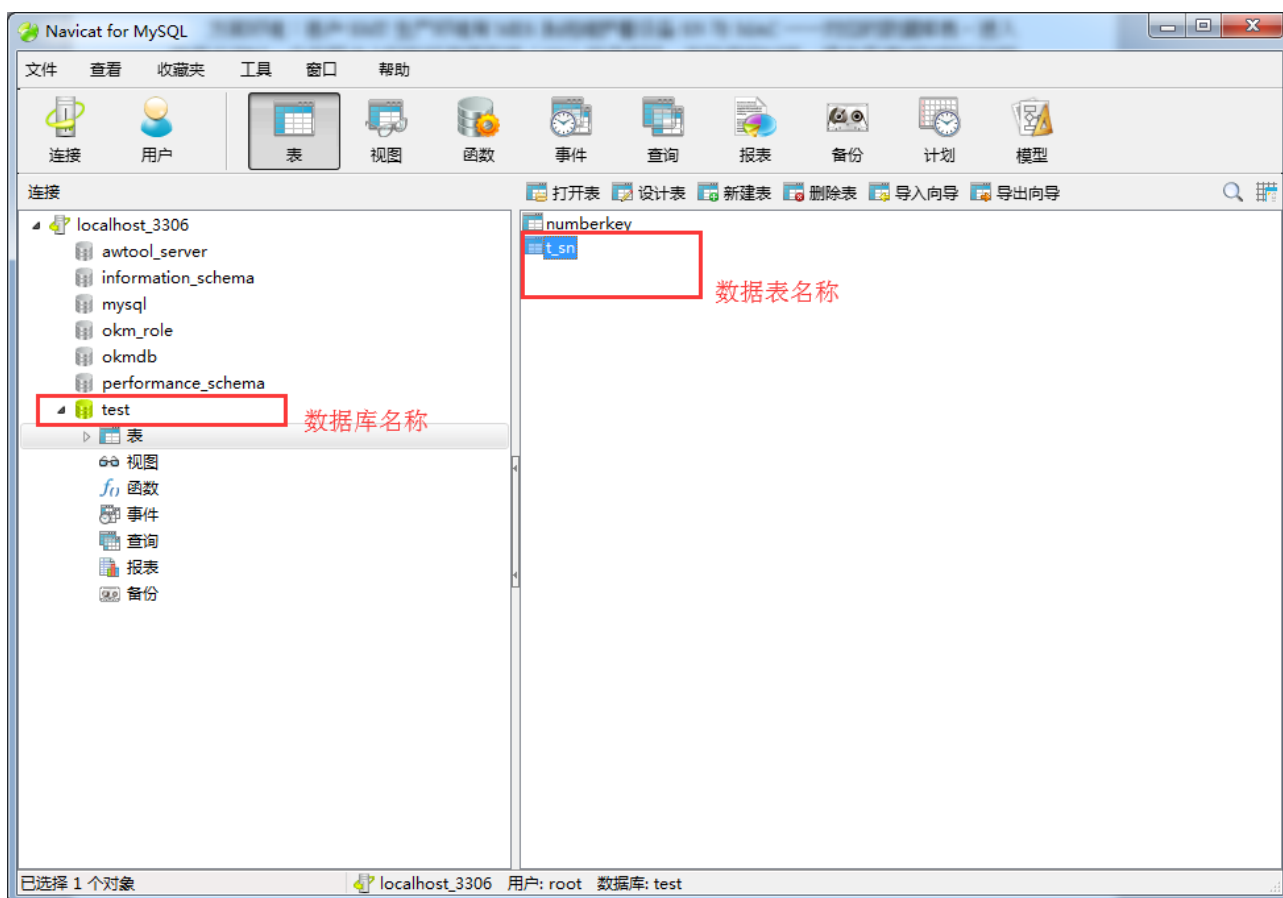 Navicat for MySQL
文件 查看 收藏夹 工具 窗口 帮助
连接 用户 表 视图 函数 事件 查询 报表 备份 计划 模型
连接
打开表 设计表 新建表 删除表 导入向导 导出向导
localhost_3306
awtool_server
information_schema
mysql
okm_role
okmdb
performance_schema
test
表
视图
函数
事件
查询
报表
备份
数据库名称
numberkey
t_sn
数据表名称
已选择 1 个对象 localhost_3306 用户: root 数据库: test